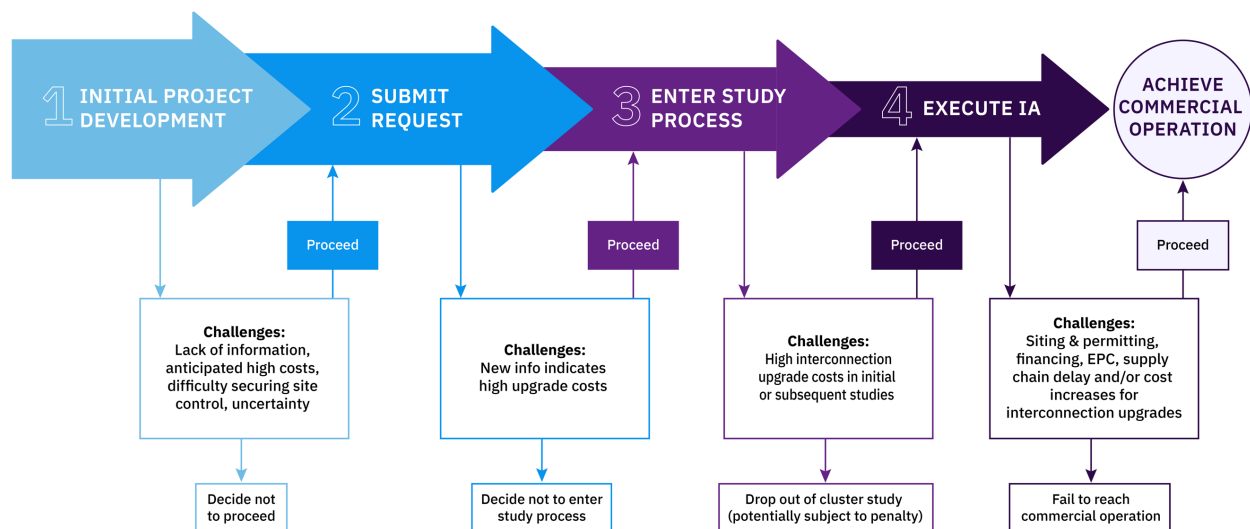 1 INITIAL PROJECT
DEVELOPMENT
2 SUBMIT
REQUEST
3 ENTER STUDY
PROCESS
4 EXECUTE IA
ACHIEVE
COMMERCIAL
OPERATION
Proceed
Proceed
Proceed
Proceed
Challenges:
Lack of information,
anticipated high costs,
difficulty securing site
control, uncertainty
Challenges:
New info indicates
high upgrade costs
Challenges:
High interconnection
upgrade costs in initial
or subsequent studies
Challenges:
Siting & permitting,
financing, EPC, supply
chain delay and/or cost
increases for
interconnection upgrades
Decide not
to proceed
Decide not to enter
study process
Drop out of cluster study
(potentially subject to penalty)
Fail to reach
commercial operation